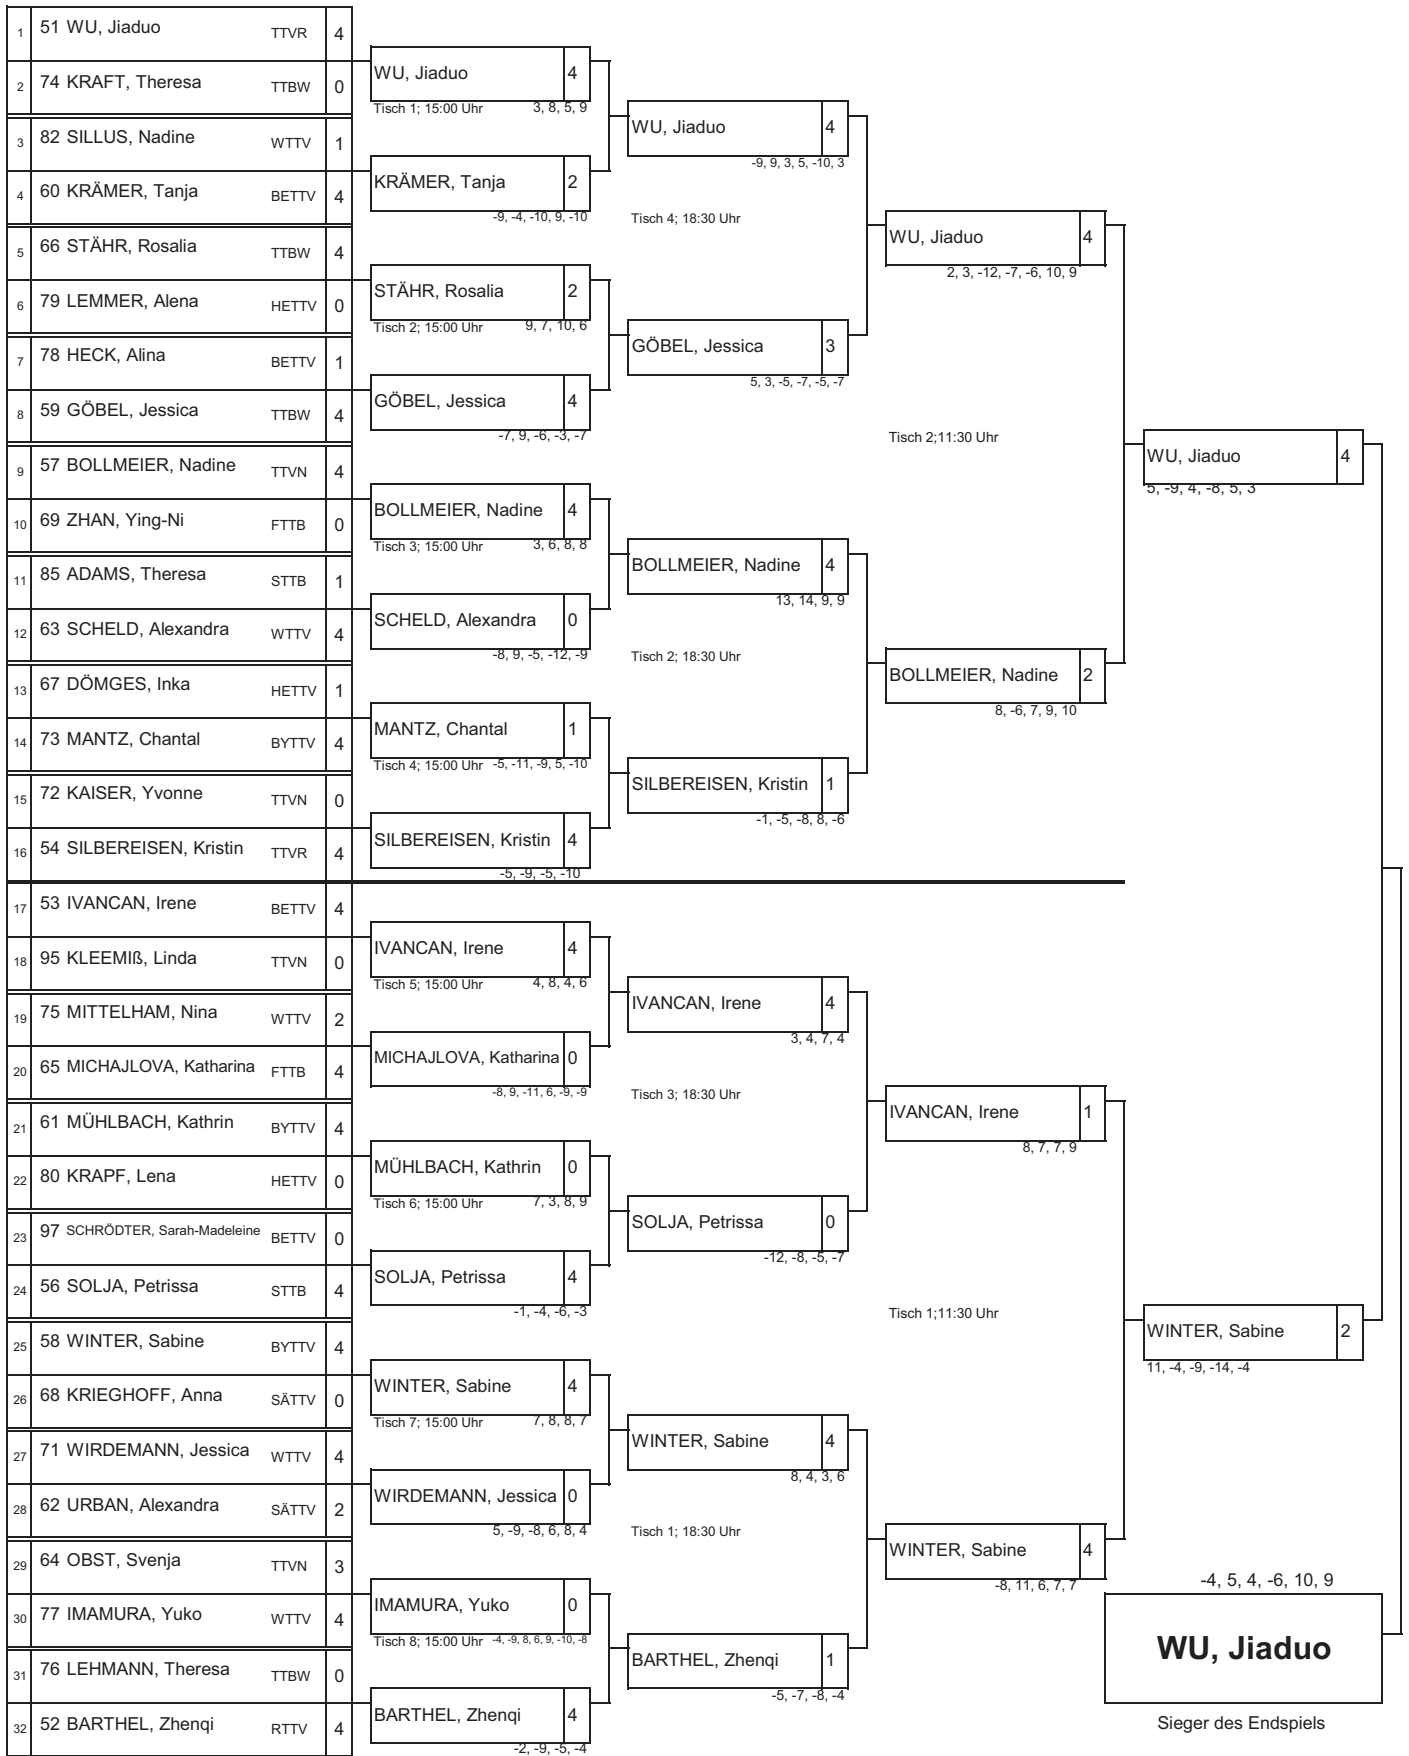 1 51 WU, Jiaduo TTVR 4
2 74 KRAFT, Theresa TTBW 0
3 82 SILLUS, Nadine WTTV 1
4 60 KRÄMER, Tanja BETTV 4
5 66 STÄHR, Rosalia TTBW 4
6 79 LEMMER, Alena HETTV 0
7 78 HECK, Alina BETTV 1
8 59 GÖBEL, Jessica TTBW 4
9 57 BOLLMEIER, Nadine TTVN 4
10 69 ZHAN, Ying-Ni FTTB 0
11 85 ADAMS, Theresa STTB 1
12 63 SCHELD, Alexandra WTTV 4
13 67 DÖMGES, Inka HETTV 1
14 73 MANTZ, Chantal BYTTV 4
15 72 KAISER, Yvonne TTVN 0
16 54 SILBEREISEN, Kristin TTVR 4
17 53 IVANCAN, Irene BETTV 4
18 95 KLEEMIß, Linda TTVN 0
19 75 MITTELHAM, Nina WTTV 2
20 65 MICHAJLOVA, Katharina FTTB 4
21 61 MÜHLBACH, Kathrin BYTTV 4
22 80 KRAPF, Lena HETTV 0
23 97 SCHRÖDTER, Sarah-Madeleine BETTV 0
24 56 SOLJA, Petrissa STTB 4
25 58 WINTER, Sabine BYTTV 4
26 68 KRIEGHOFF, Anna SÄTTV 0
27 71 WIRDEMANN, Jessica WTTV 4
28 62 URBAN, Alexandra SÄTTV 2
29 64 OBST, Svenja TTVN 3
30 77 IMAMURA, Yuko WTTV 4
31 76 LEHMANN, Theresa TTBW 0
32 52 BARTHEL, Zhenqi RTTV 4
WU, Jiaduo 4
Tisch 1; 15:00 Uhr 3, 8, 5, 9
KRÄMER, Tanja 2
-9, -4, -10, 9, -10
STÄHR, Rosalia 2
Tisch 2; 15:00 Uhr 9, 7, 10, 6
GÖBEL, Jessica 4
-7, 9, -6, -3, -7
BOLLMEIER, Nadine 4
Tisch 3; 15:00 Uhr 3, 6, 8, 8
SCHELD, Alexandra 0
-8, 9, -5, -12, -9
MANTZ, Chantal 1
Tisch 4; 15:00 Uhr -5, -11, -9, 5, -10
SILBEREISEN, Kristin 4
-5, -9, -5, -10
IVANCAN, Irene 4
Tisch 5; 15:00 Uhr 4, 8, 4, 6
MICHAJLOVA, Katharina 0
-8, 9, -11, 6, -9, -9
MÜHLBACH, Kathrin 0
Tisch 6; 15:00 Uhr 7, 3, 8, 9
SOLJA, Petrissa 4
-1, -4, -6, -3
WINTER, Sabine 4
Tisch 7; 15:00 Uhr 7, 8, 8, 7
WIRDEMANN, Jessica 0
5, -9, -8, 6, 8, 4
IMAMURA, Yuko 0
Tisch 8; 15:00 Uhr -4, -9, 8, 6, 9, -10, -8
BARTHEL, Zhenqi 4
-2, -9, -5, -4
WU, Jiaduo 4
-9, 9, 3, 5, -10, 3
Tisch 4; 18:30 Uhr
GÖBEL, Jessica 3
5, 3, -5, -7, -5, -7
BOLLMEIER, Nadine 4
13, 14, 9, 9
Tisch 2; 18:30 Uhr
SILBEREISEN, Kristin 1
-1, -5, -8, 8, -6
IVANCAN, Irene 4
3, 4, 7, 4
Tisch 3; 18:30 Uhr
SOLJA, Petrissa 0
-12, -8, -5, -7
WINTER, Sabine 4
8, 4, 3, 6
Tisch 1; 18:30 Uhr
BARTHEL, Zhenqi 1
-5, -7, -8, -4
WU, Jiaduo 4
2, 3, -12, -7, -6, 10, 9
Tisch 2;11:30 Uhr
BOLLMEIER, Nadine 2
8, -6, 7, 9, 10
IVANCAN, Irene 1
8, 7, 7, 9
Tisch 1;11:30 Uhr
WINTER, Sabine 4
-8, 11, 6, 7, 7
WU, Jiaduo 4
5, -9, 4, -8, 5, 3
WINTER, Sabine 2
11, -4, -9, -14, -4
-4, 5, 4, -6, 10, 9
WU, Jiaduo
Sieger des Endspiels